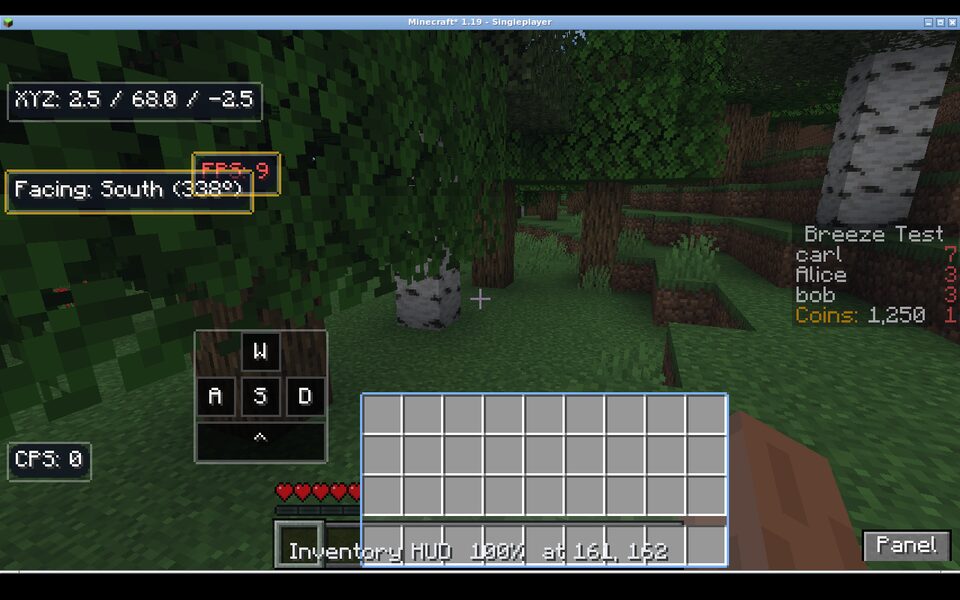 Minecraft* 1.19 - Singleplayer
XYZ: 2.5 / 68.0 / -2.5
FPS: 9
Facing: South (338°)
Breeze Test
carl 7
Alice 3
bob 3
Coins: 1,250 1
W
A S D
^
CPS: 0
Inventory HUD 100% at 161, 162
Panel